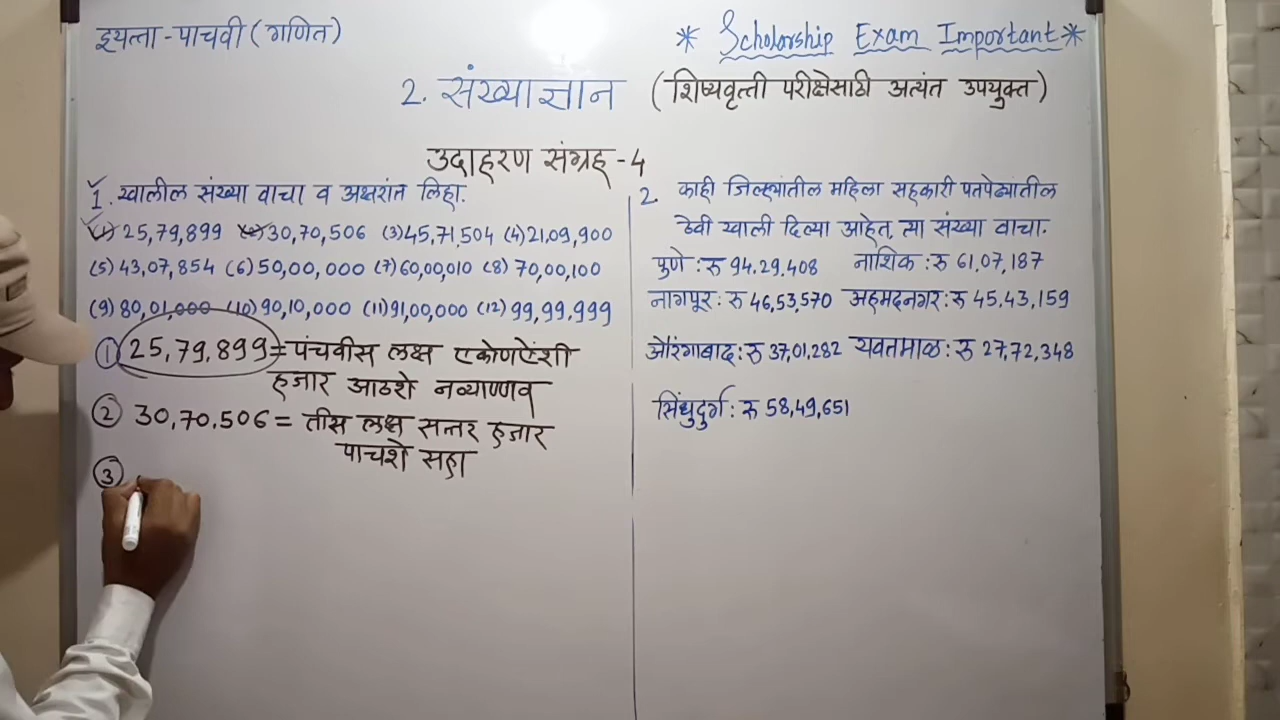 इयत्ता - पाचवी ( गणित )
* Scholarship Exam Important *
2. संख्याज्ञान ( शिष्यवृत्ती परीक्षेसाठी अत्यंत उपयुक्त )
उदाहरण संग्रह - 4
1. खालील संख्या वाचा व अक्षरांत लिहा.
(1) 25,79,899 (2) 30,70,506 (3) 45,71,504 (4) 21,09,900
(5) 43,07,854 (6) 50,00,000 (7) 60,00,010 (8) 70,00,100
(9) 80,01,000 (10) 90,10,000 (11) 91,00,000 (12) 99,99,999
① 25,79,899 = पंचवीस लक्ष एकोणऐंशी
हजार आठशे नव्याण्णव
② 30,70,506 = तीस लक्ष सत्तर हजार
पाचशे सहा
③
2. काही जिल्ह्यांतील महिला सहकारी पतपेढ्यांतील
ठेवी खाली दिल्या आहेत, त्या संख्या वाचा.
पुणे : रु 94,29,408 नाशिक : रु 61,07,187
नागपूर : रु 46,53,570 अहमदनगर : रु 45,43,159
औरंगाबाद : रु 37,01,282 यवतमाळ : रु 27,72,348
सिंधुदुर्ग : रु 58,49,651